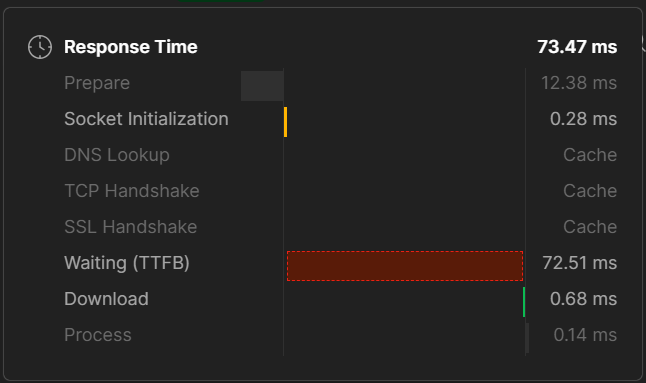 Response Time 73.47 ms
Prepare 12.38 ms
Socket Initialization 0.28 ms
DNS Lookup Cache
TCP Handshake Cache
SSL Handshake Cache
Waiting (TTFB) 72.51 ms
Download 0.68 ms
Process 0.14 ms